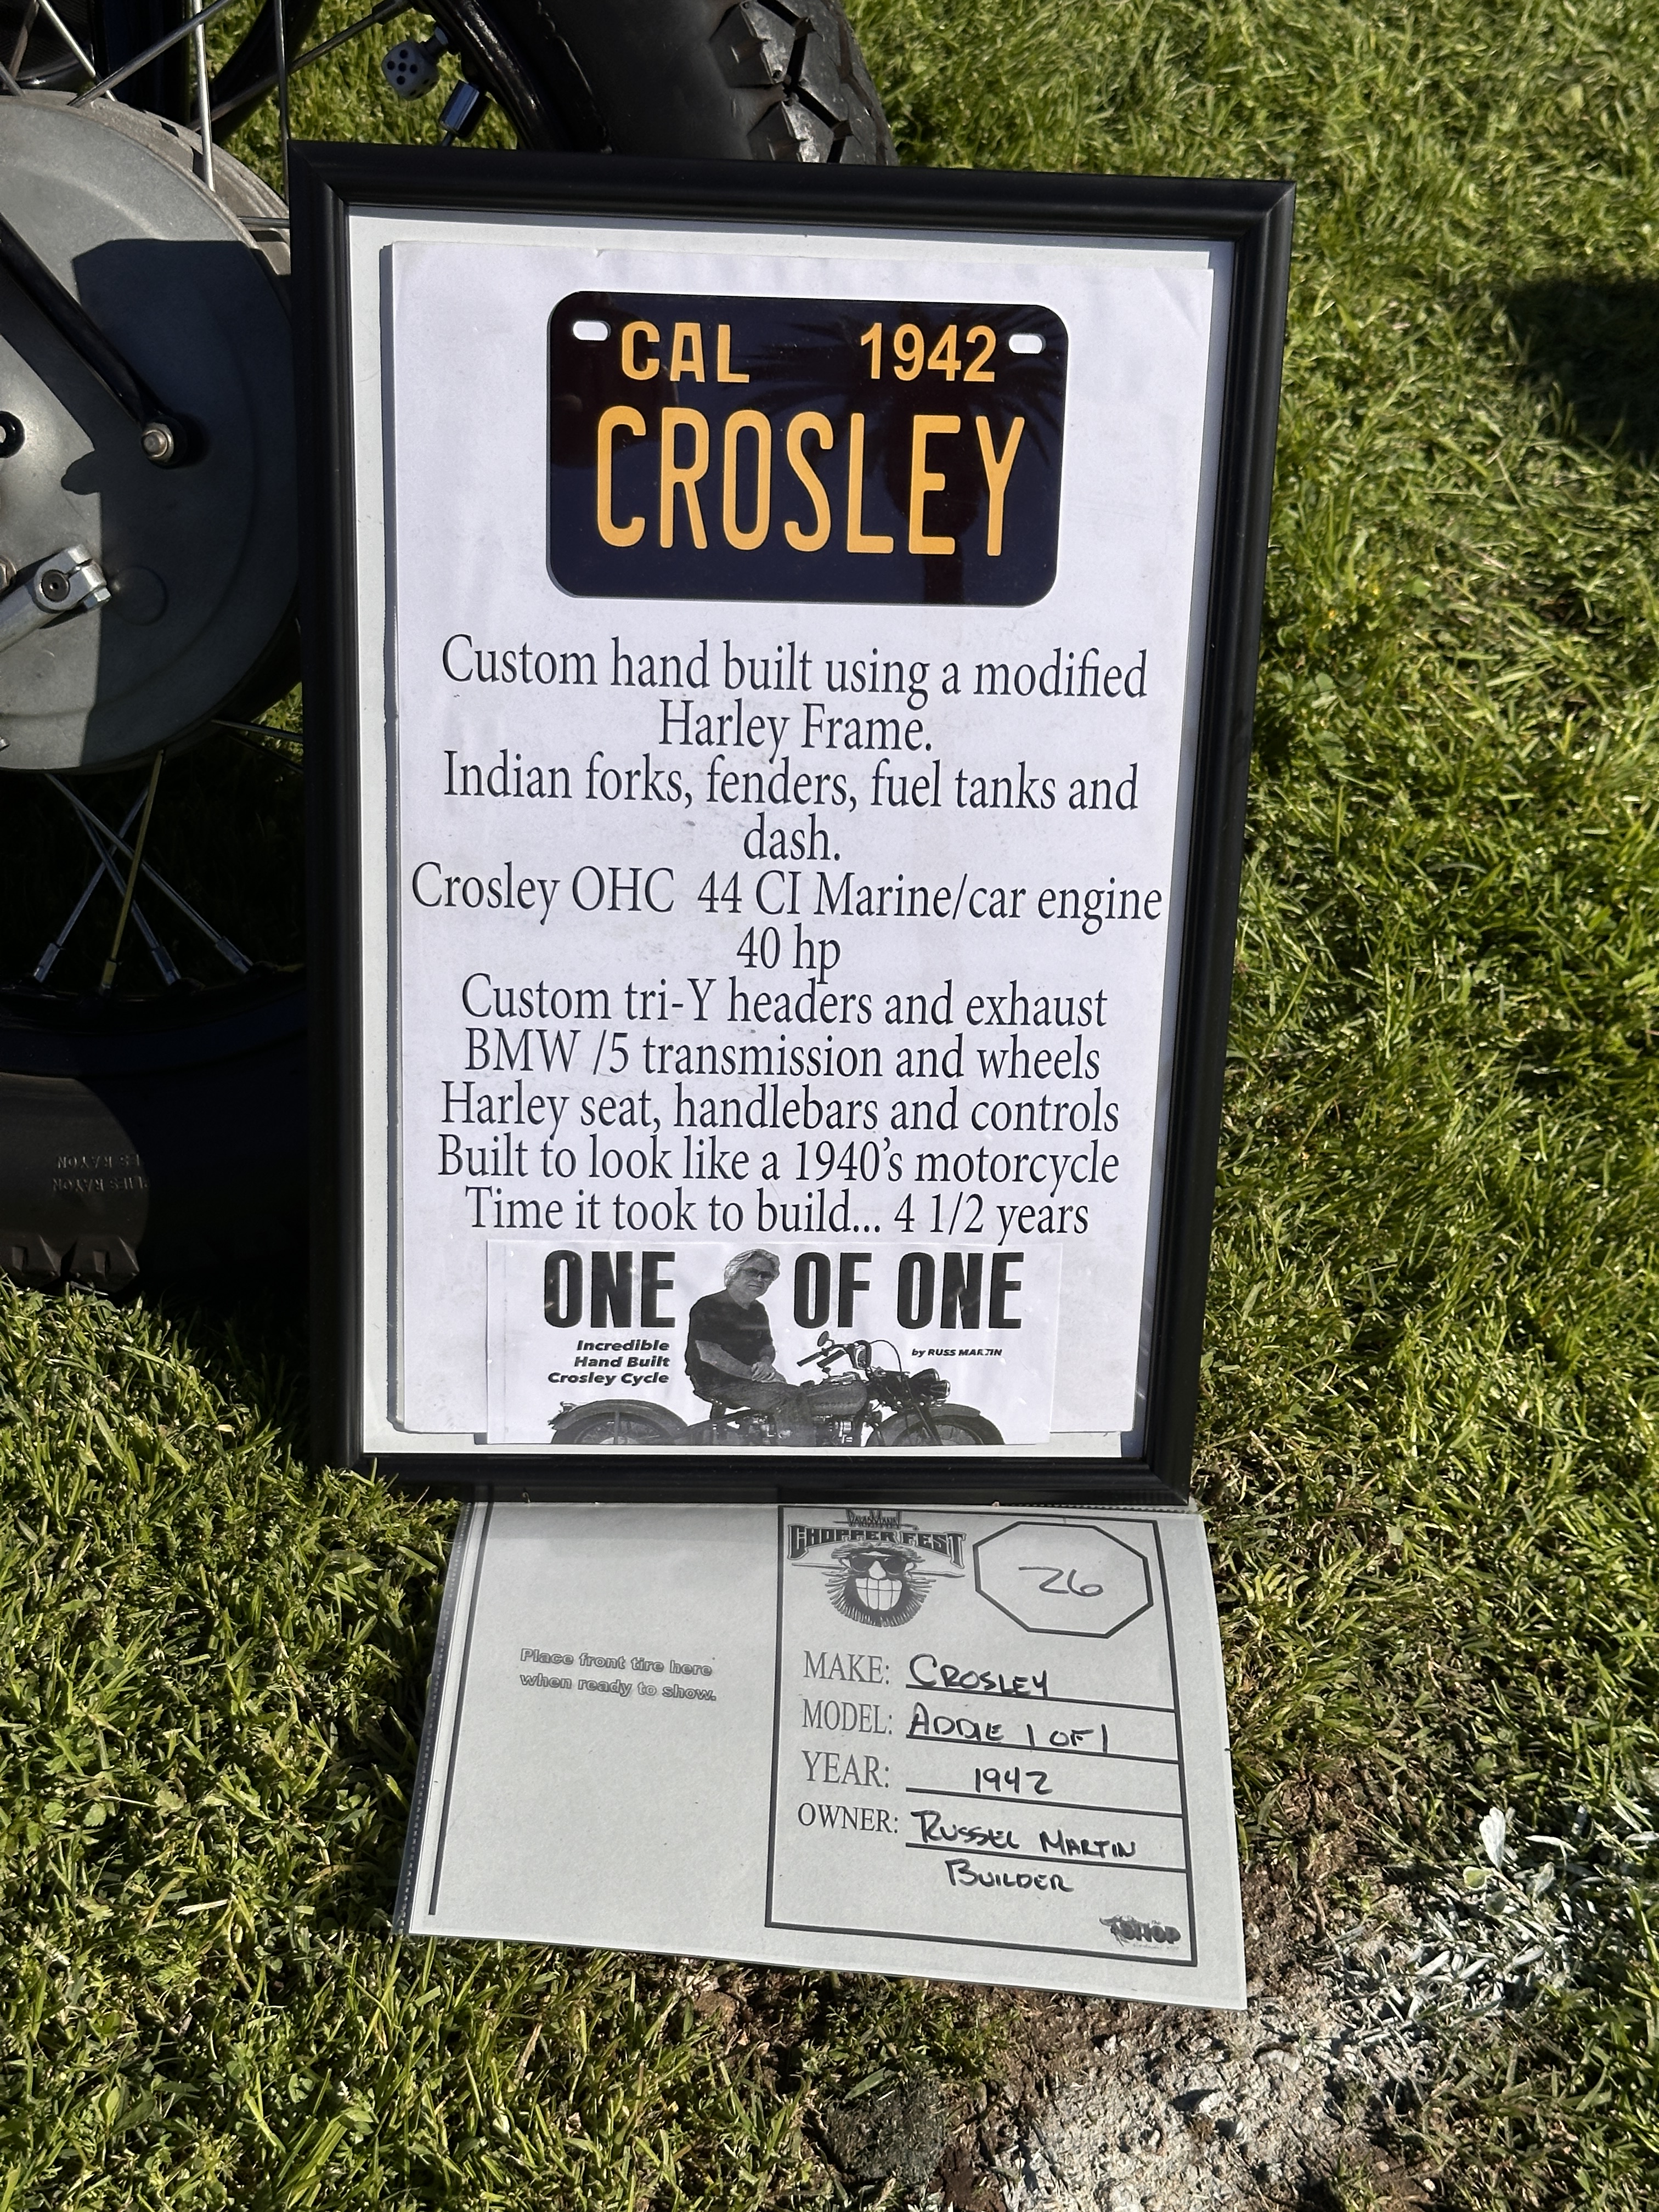 CAL 1942
CROSLEY
Custom hand built using a modified
Harley Frame.
Indian forks, fenders, fuel tanks and
dash.
Crosley OHC 44 CI Marine/car engine
40 hp
Custom tri-Y headers and exhaust
BMW /5 transmission and wheels
Harley seat, handlebars and controls
Built to look like a 1940's motorcycle
Time it took to build... 4 1/2 years
ONE OF ONE
Incredible
Hand Built
Crosley Cycle
by RUSS MARTIN
CHOPPER FEST
26
Place front tire here
when ready to show.
MAKE: CROSLEY
MODEL: ADDIE 1 OF 1
YEAR: 1942
OWNER: RUSSEL MARTIN
BUILDER
SHOP
RAYON
RAYON